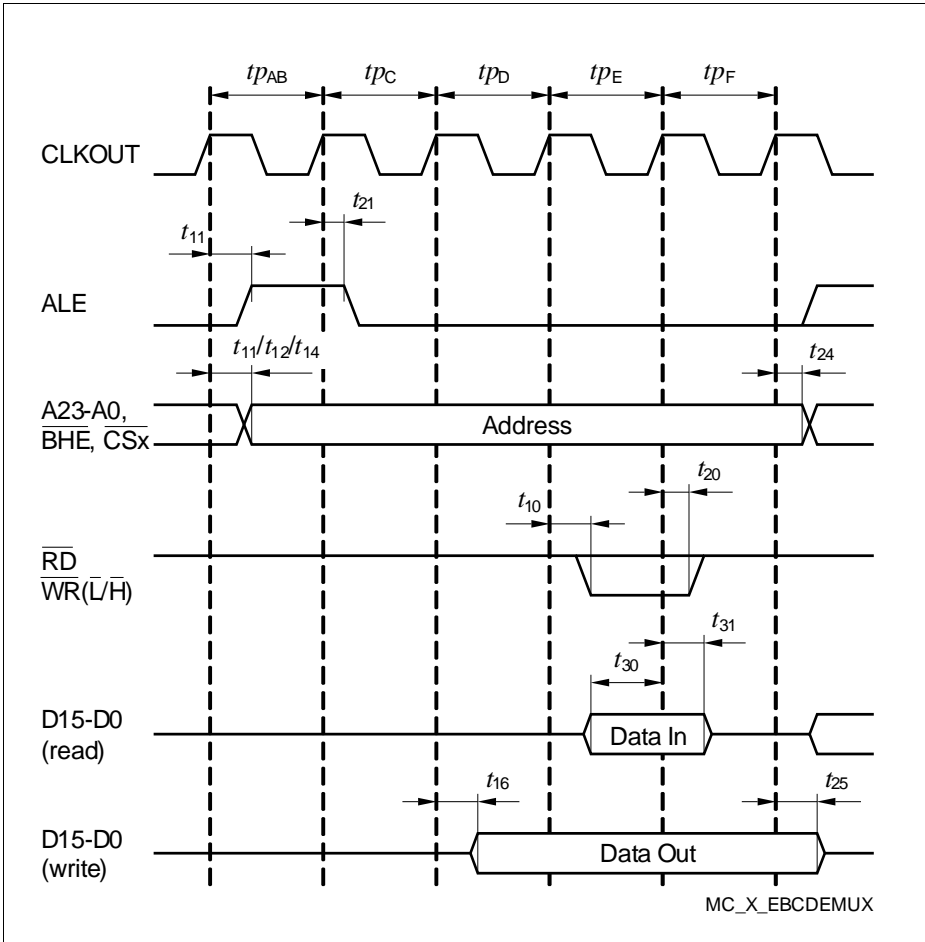 tpAB tpC tpD tpE tpF
CLKOUT
t21
t11
ALE
t11/t12/t14 t24
A23-A0,
BHE, CSx
Address
t20
t10
RD
WR(L/H)
t31
t30
D15-D0
(read)
Data In
t16 t25
D15-D0
(write)
Data Out
MC_X_EBCDEMUX